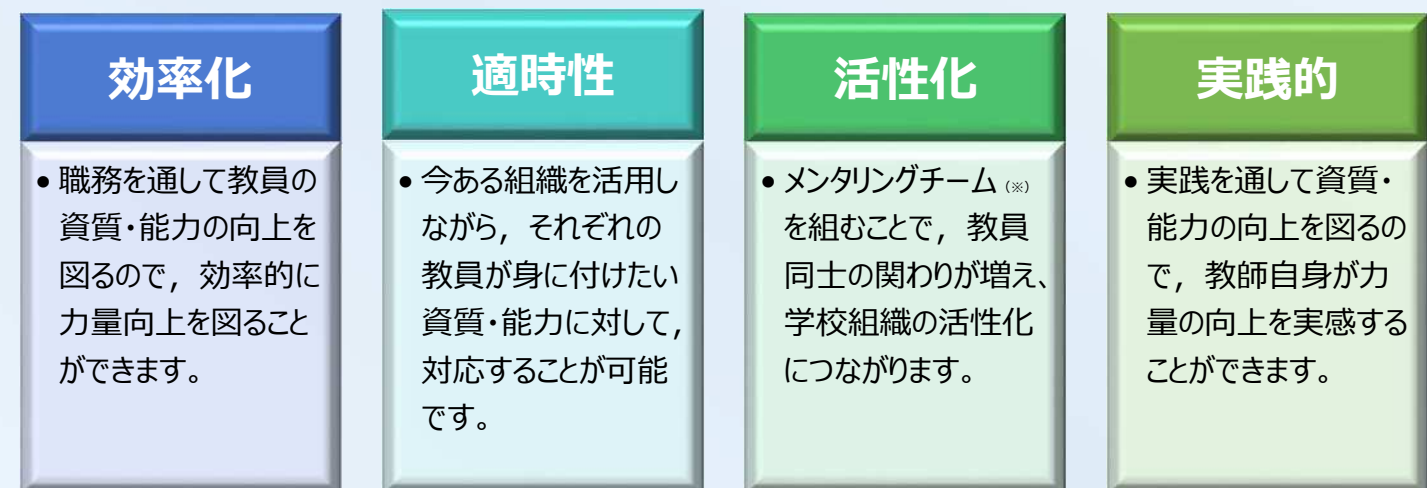 効率化
・職務を通して教員の
資質・能力の向上を
図るので，効率的に
力量向上を図ること
ができます。
適時性
・今ある組織を活用し
ながら，それぞれの
教員が身に付けたい
資質・能力に対して，
対応することが可能
です。
活性化
・メンタリングチーム（※）
を組むことで，教員
同士の関わりが増え、
学校組織の活性化
につながります。
実践的
・実践を通して資質・
能力の向上を図るの
で，教師自身が力
量の向上を実感する
ことができます。